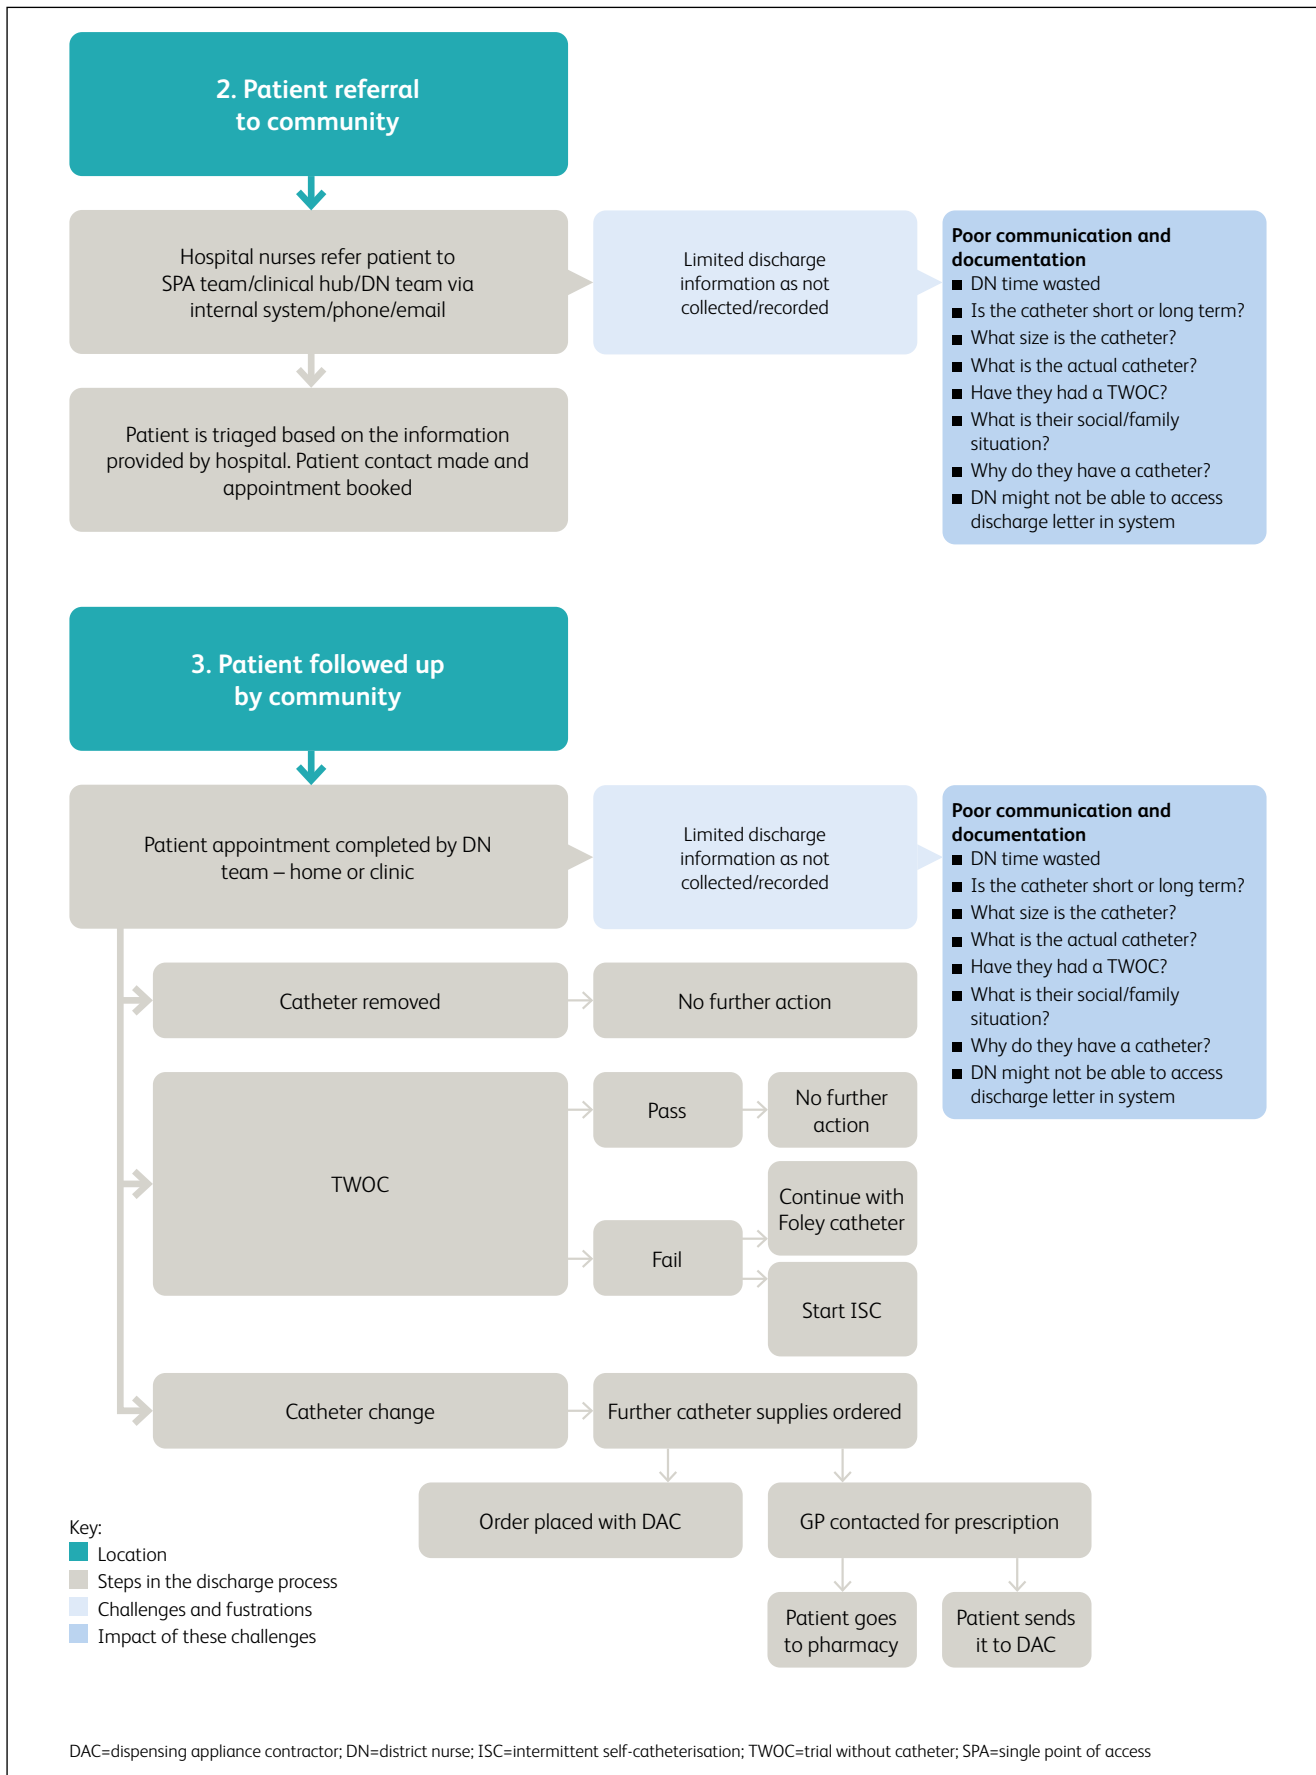 2. Patient referral
to community
Hospital nurses refer patient to
SPA team/clinical hub/DN team via
internal system/phone/email
Limited discharge
information as not
collected/recorded
Poor communication and
documentation
■ DN time wasted
■ Is the catheter short or long term?
■ What size is the catheter?
■ What is the actual catheter?
■ Have they had a TWOC?
■ What is their social/family
situation?
■ Why do they have a catheter?
■ DN might not be able to access
discharge letter in system
Patient is triaged based on the information
provided by hospital. Patient contact made and
appointment booked
3. Patient followed up
by community
Patient appointment completed by DN
team – home or clinic
Limited discharge
information as not
collected/recorded
Poor communication and
documentation
■ DN time wasted
■ Is the catheter short or long term?
■ What size is the catheter?
■ What is the actual catheter?
■ Have they had a TWOC?
■ What is their social/family
situation?
■ Why do they have a catheter?
■ DN might not be able to access
discharge letter in system
Catheter removed
No further action
TWOC
Pass
No further
action
Fail
Continue with
Foley catheter
Start ISC
Catheter change
Further catheter supplies ordered
Order placed with DAC
GP contacted for prescription
Patient goes
to pharmacy
Patient sends
it to DAC
Key:
Location
Steps in the discharge process
Challenges and fustrations
Impact of these challenges
DAC=dispensing appliance contractor; DN=district nurse; ISC=intermittent self-catheterisation; TWOC=trial without catheter; SPA=single point of access